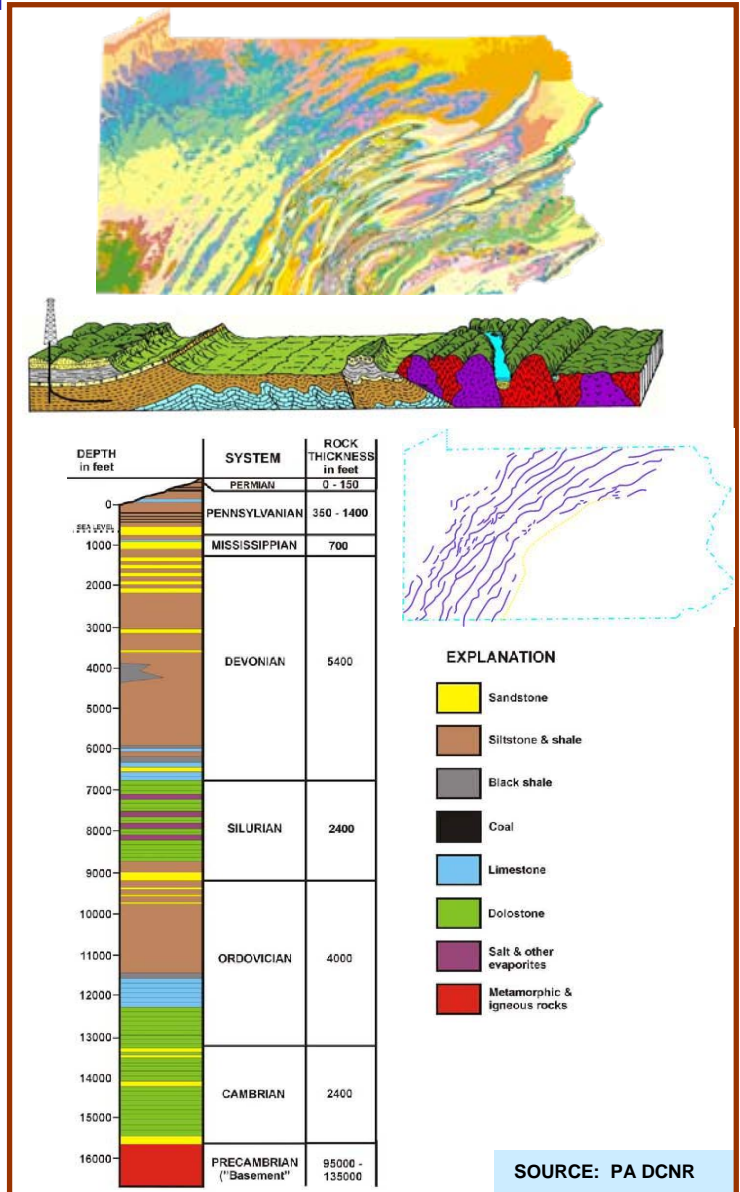 DEPTH
in feet
SYSTEM
ROCK
THICKNESS
in feet
PERMIAN
0 - 150
0
PENNSYLVANIAN
350 - 1400
SEA LEVEL
1000
MISSISSIPPIAN
700
2000
3000
DEVONIAN
5400
4000
5000
6000
7000
SILURIAN
2400
8000
9000
10000
ORDOVICIAN
4000
11000
12000
13000
CAMBRIAN
2400
14000
15000
16000
PRECAMBRIAN
("Basement"
95000 -
135000
EXPLANATION
Sandstone
Siltstone & shale
Black shale
Coal
Limestone
Dolostone
Salt & other
evaporites
Metamorphic &
igneous rocks
SOURCE: PA DCNR